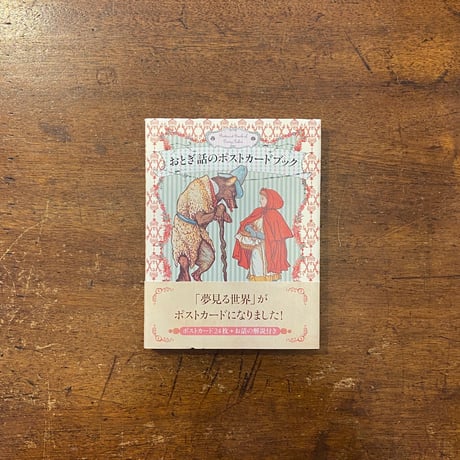 おとぎ話のポストカードブック
「夢見る世界」が
ポストカードになりました！
ポストカード24枚＋お話の解説付き